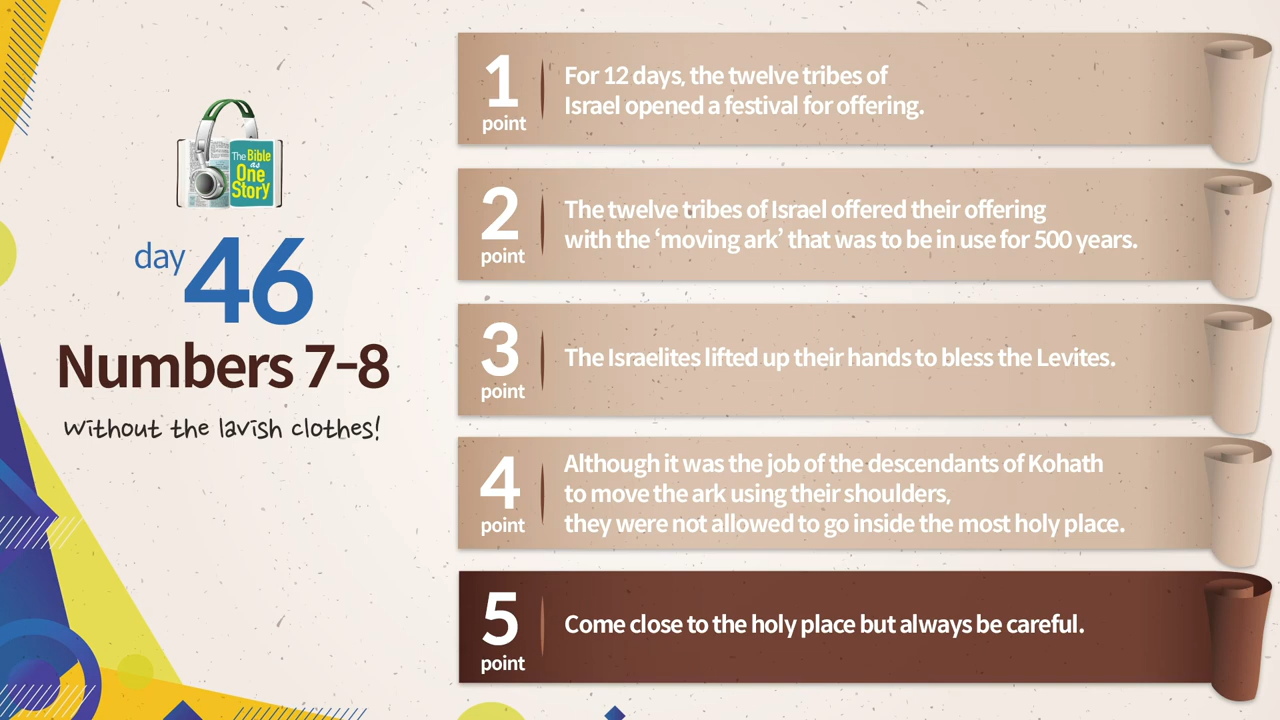 The Bible
as
One
Story
day 46
Numbers 7-8
without the lavish clothes!
1
point
For 12 days, the twelve tribes of
Israel opened a festival for offering.
2
point
The twelve tribes of Israel offered their offering
with the ‘moving ark’ that was to be in use for 500 years.
3
point
The Israelites lifted up their hands to bless the Levites.
4
point
Although it was the job of the descendants of Kohath
to move the ark using their shoulders,
they were not allowed to go inside the most holy place.
5
point
Come close to the holy place but always be careful.